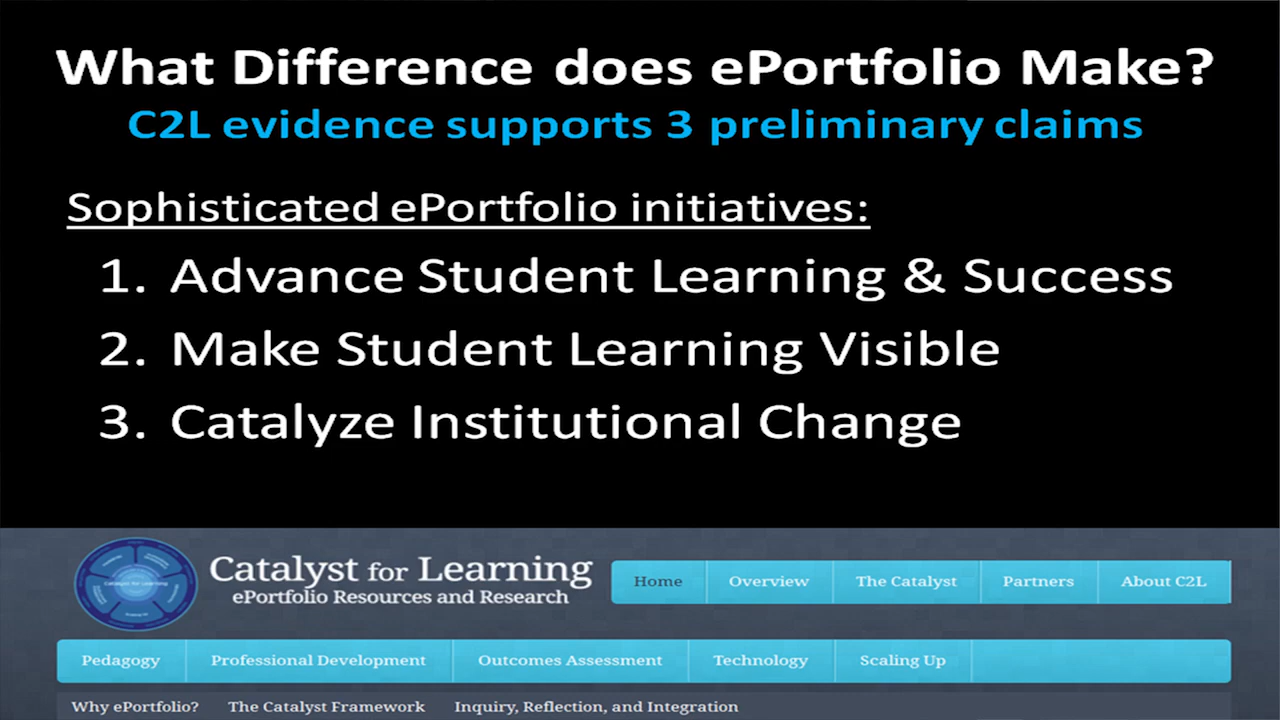 What Difference does ePortfolio Make?
C2L evidence supports 3 preliminary claims
Sophisticated ePortfolio initiatives:
1. Advance Student Learning & Success
2. Make Student Learning Visible
3. Catalyze Institutional Change
Catalyst for Learning
ePortfolio Resources and Research
Home Overview The Catalyst Partners About C2L
Pedagogy Professional Development Outcomes Assessment Technology Scaling Up
Why ePortfolio? The Catalyst Framework Inquiry, Reflection, and Integration